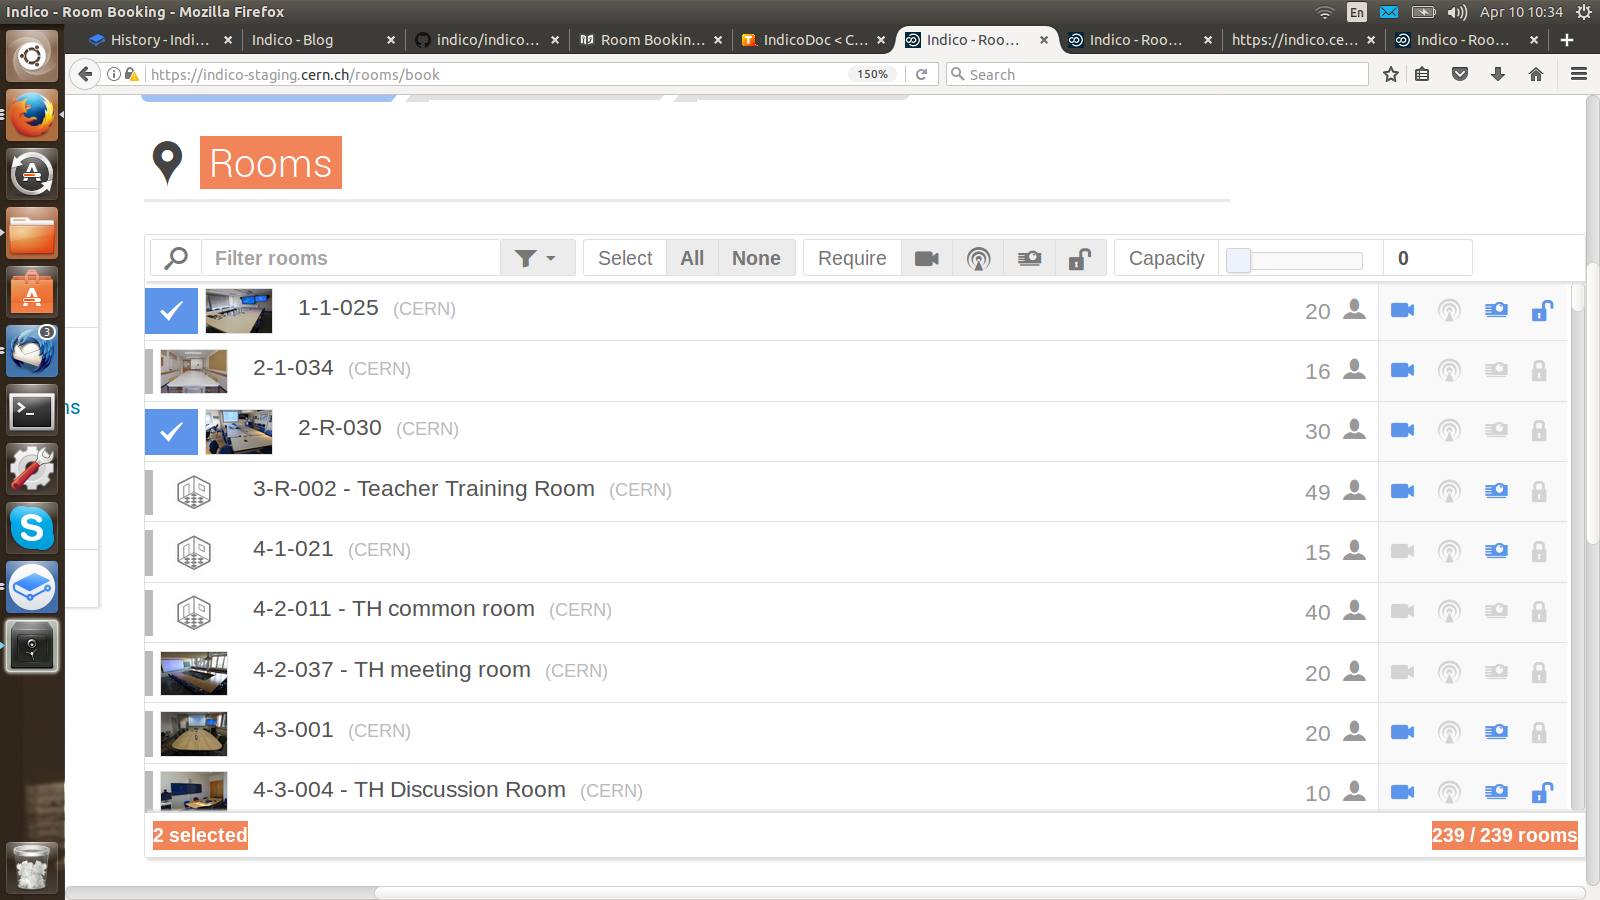 Indico - Room Booking - Mozilla Firefox
En
Apr 10 10:34
History - Indi…
Indico - Blog
indico/indico…
Room Bookin…
IndicoDoc < C…
Indico - Roo…
Indico - Roo…
https://indico.ce…
Indico - Roo…
https://indico-staging.cern.ch/rooms/book
150%
Search
Rooms
Filter rooms
Select
All
None
Require
Capacity
0
1-1-025 (CERN) 20
2-1-034 (CERN) 16
2-R-030 (CERN) 30
3-R-002 - Teacher Training Room (CERN) 49
4-1-021 (CERN) 15
4-2-011 - TH common room (CERN) 40
4-2-037 - TH meeting room (CERN) 20
4-3-001 (CERN) 20
4-3-004 - TH Discussion Room (CERN) 10
2 selected
239 / 239 rooms
3
ns